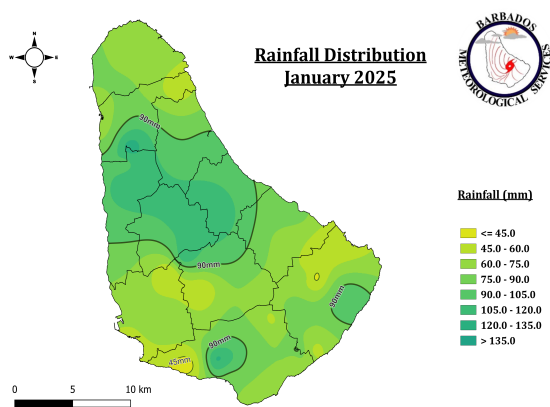 Rainfall Distribution
January 2025
BARBADOS
METEOROLOGICAL SERVICES
N
W
E
S
90mm
90mm
90mm
90mm
45mm
Rainfall (mm)
<= 45.0
45.0 - 60.0
60.0 - 75.0
75.0 - 90.0
90.0 - 105.0
105.0 - 120.0
120.0 - 135.0
> 135.0
0 5 10 km